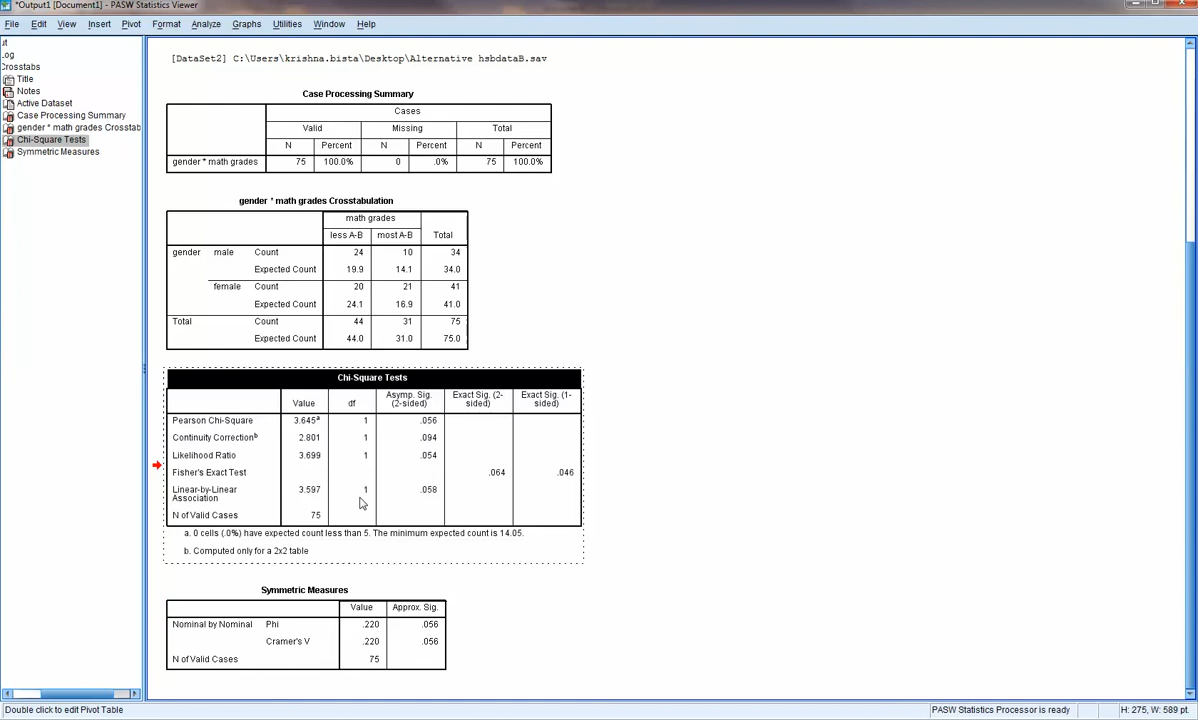 *Output1 [Document1] - PASW Statistics Viewer
File Edit View Insert Pivot Format Analyze Graphs Utilities Window Help
ut
.og
Crosstabs
Title
Notes
Active Dataset
Case Processing Summary
gender * math grades Crosstab
Chi-Square Tests
Symmetric Measures
[DataSet2] C:\Users\krishna.bista\Desktop\Alternative hsbdataB.sav
Case Processing Summary
Cases
Valid Missing Total
N Percent N Percent N Percent
gender * math grades 75 100.0% 0 .0% 75 100.0%
gender * math grades Crosstabulation
math grades
less A-B most A-B Total
gender male Count 24 10 34
Expected Count 19.9 14.1 34.0
female Count 20 21 41
Expected Count 24.1 16.9 41.0
Total Count 44 31 75
Expected Count 44.0 31.0 75.0
Chi-Square Tests
Value df Asymp. Sig. (2-sided) Exact Sig. (2-sided) Exact Sig. (1-sided)
Pearson Chi-Square 3.645a 1 .056
Continuity Correctionb 2.801 1 .094
Likelihood Ratio 3.699 1 .054
Fisher's Exact Test .064 .046
Linear-by-Linear Association 3.597 1 .058
N of Valid Cases 75
a. 0 cells (.0%) have expected count less than 5. The minimum expected count is 14.05.
b. Computed only for a 2x2 table
Symmetric Measures
Value Approx. Sig.
Nominal by Nominal Phi .220 .056
Cramer's V .220 .056
N of Valid Cases 75
Double click to edit Pivot Table
PASW Statistics Processor is ready
H: 275, W: 589 pt.